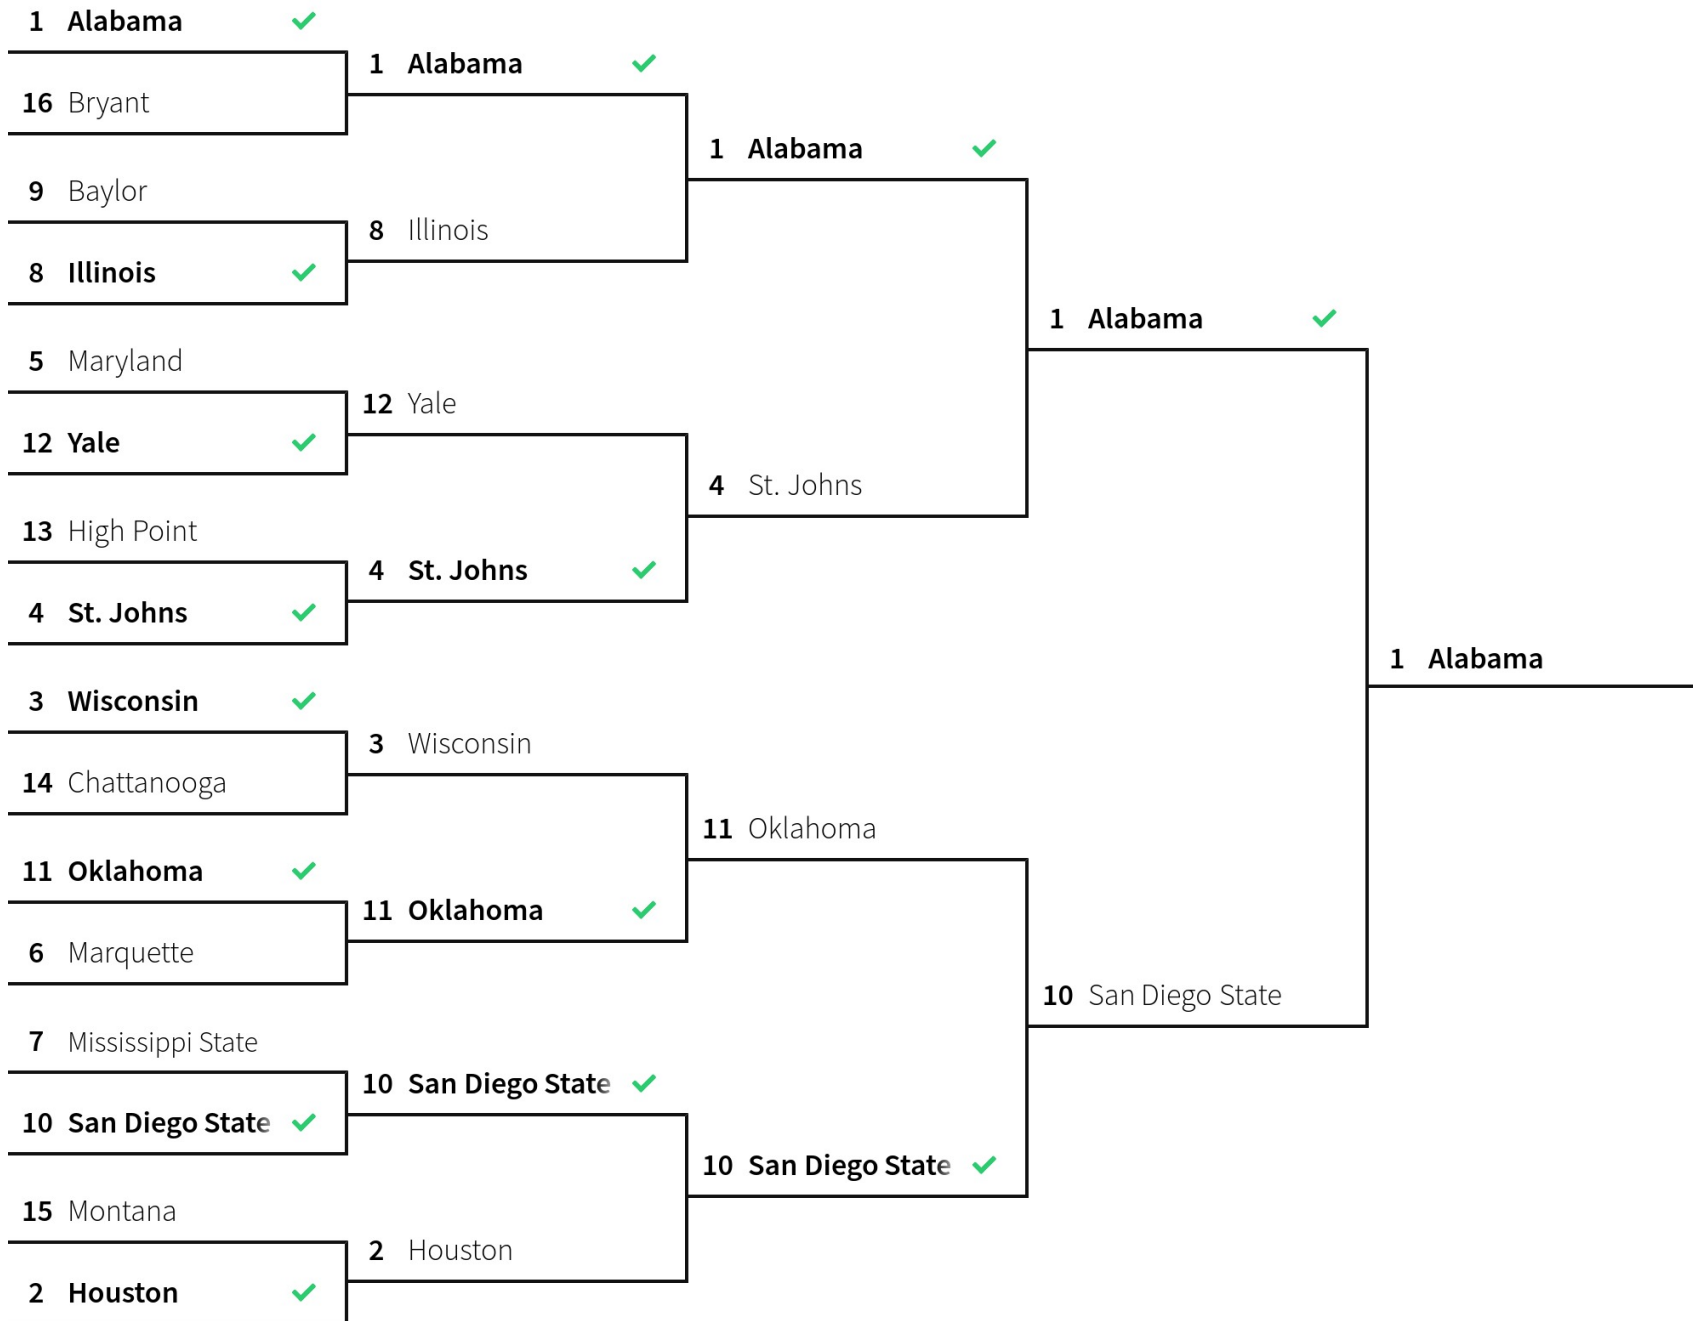 1 Alabama
16 Bryant
9 Baylor
8 Illinois
5 Maryland
12 Yale
13 High Point
4 St. Johns
3 Wisconsin
14 Chattanooga
11 Oklahoma
6 Marquette
7 Mississippi State
10 San Diego State
15 Montana
2 Houston
1 Alabama
8 Illinois
12 Yale
4 St. Johns
3 Wisconsin
11 Oklahoma
10 San Diego State
2 Houston
1 Alabama
4 St. Johns
11 Oklahoma
10 San Diego State
1 Alabama
10 San Diego State
1 Alabama